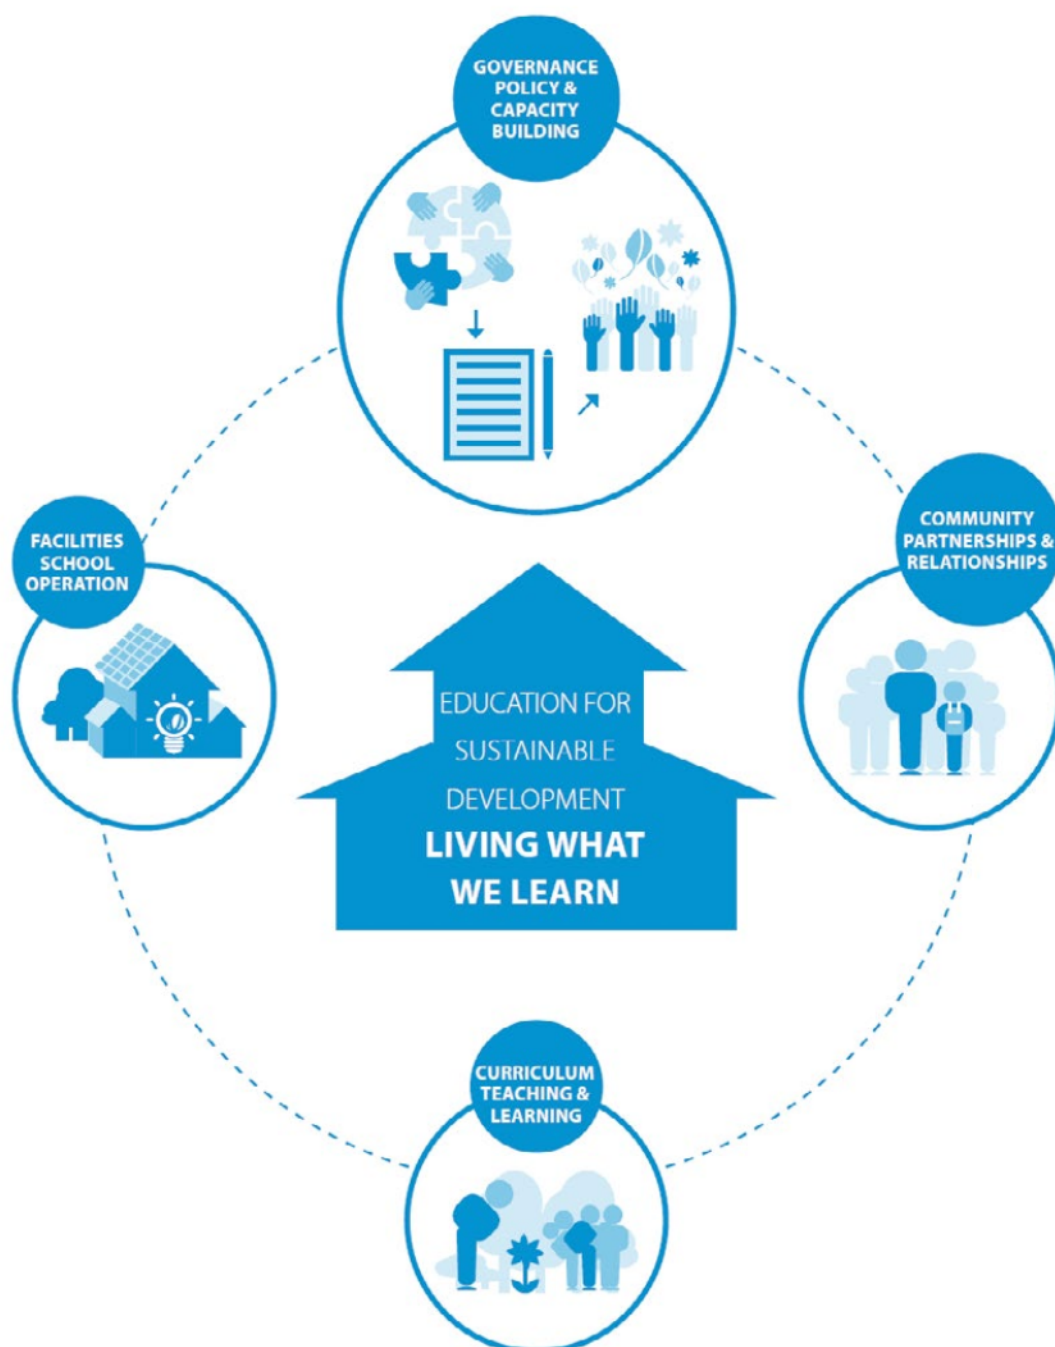 GOVERNANCE
POLICY &
CAPACITY
BUILDING
FACILITIES
SCHOOL
OPERATION
COMMUNITY
PARTNERSHIPS &
RELATIONSHIPS
EDUCATION FOR
SUSTAINABLE
DEVELOPMENT
LIVING WHAT
WE LEARN
CURRICULUM
TEACHING &
LEARNING